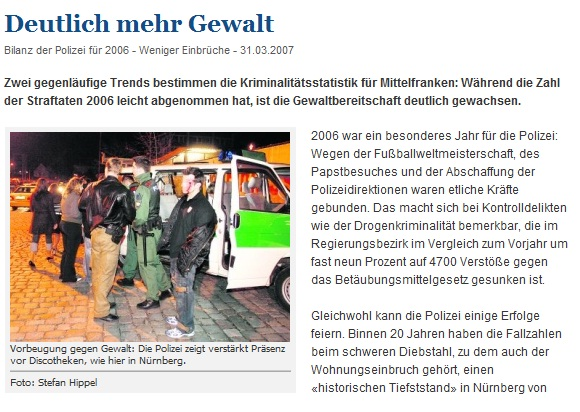 Deutlich mehr Gewalt
Bilanz der Polizei für 2006 - Weniger Einbrüche - 31.03.2007
Zwei gegenläufige Trends bestimmen die Kriminalitätsstatistik für Mittelfranken: Während die Zahl
der Straftaten 2006 leicht abgenommen hat, ist die Gewaltbereitschaft deutlich gewachsen.
Vorbeugung gegen Gewalt: Die Polizei zeigt verstärkt Präsenz
vor Discotheken, wie hier in Nürnberg.
Foto: Stefan Hippel
2006 war ein besonderes Jahr für die Polizei:
Wegen der Fußballweltmeisterschaft, des
Papstbesuches und der Abschaffung der
Polizeidirektionen waren etliche Kräfte
gebunden. Das macht sich bei Kontrolldelikten
wie der Drogenkriminalität bemerkbar, die im
Regierungsbezirk im Vergleich zum Vorjahr um
fast neun Prozent auf 4700 Verstöße gegen
das Betäubungsmittelgesetz gesunken ist.
Gleichwohl kann die Polizei einige Erfolge
feiern. Binnen 20 Jahren haben die Fallzahlen
beim schweren Diebstahl, zu dem auch der
Wohnungseinbruch gehört, einen
«historischen Tiefststand» in Nürnberg von